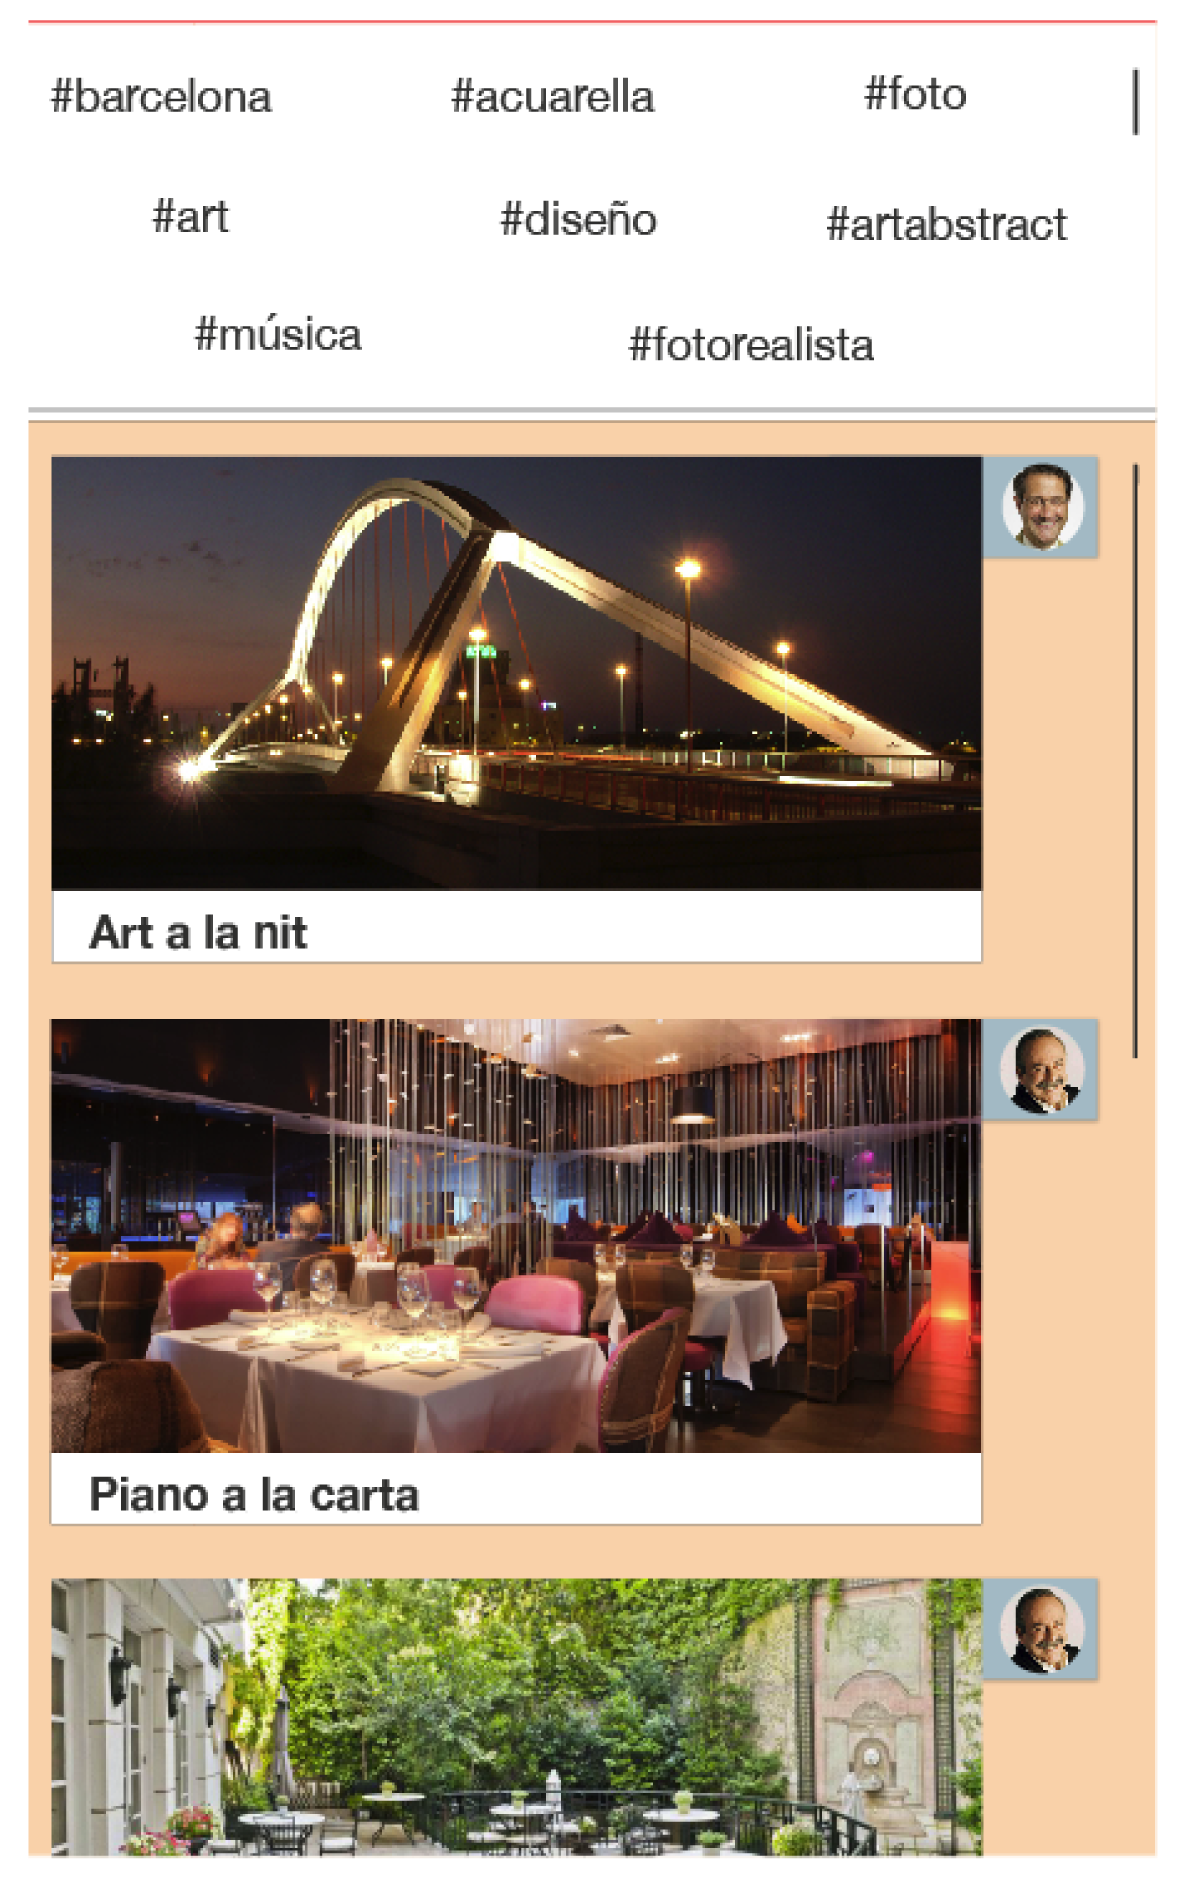 #barcelona #acuarella #foto
#art #diseño #artabstract
#música #fotorealista
Art a la nit
Piano a la carta